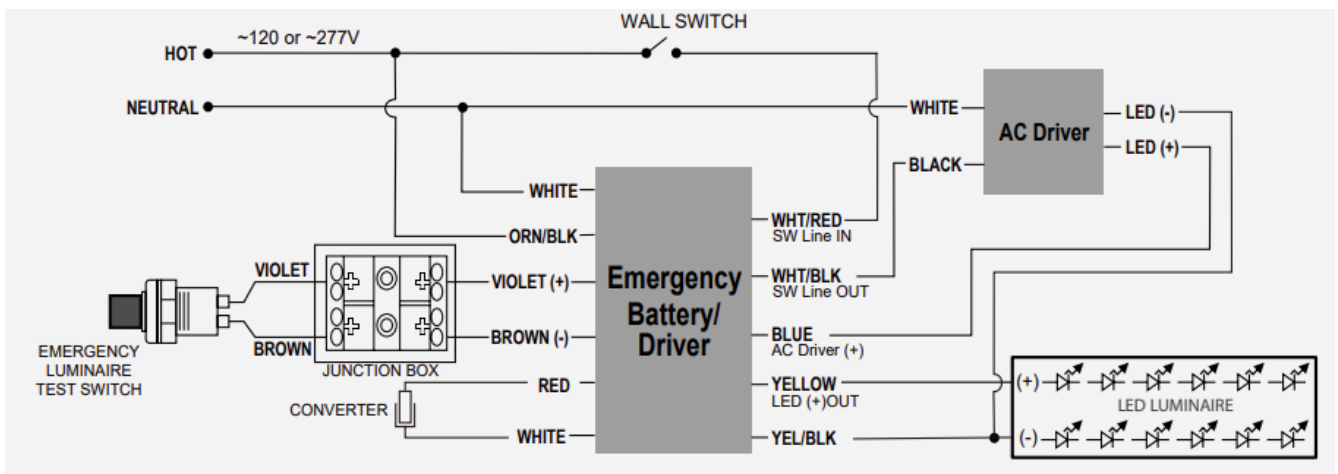 WALL SWITCH
~120 or ~277V
HOT
NEUTRAL
WHITE
AC Driver
LED (-)
LED (+)
BLACK
WHITE
ORN/BLK
WHT/RED
SW Line IN
VIOLET
VIOLET (+)
Emergency
Battery/
Driver
WHT/BLK
SW Line OUT
BROWN
BROWN (-)
BLUE
AC Driver (+)
EMERGENCY
LUMINAIRE
TEST SWITCH
JUNCTION BOX
RED
CONVERTER
WHITE
YELLOW
LED (+)OUT
YEL/BLK
(+)
LED LUMINAIRE
(-)